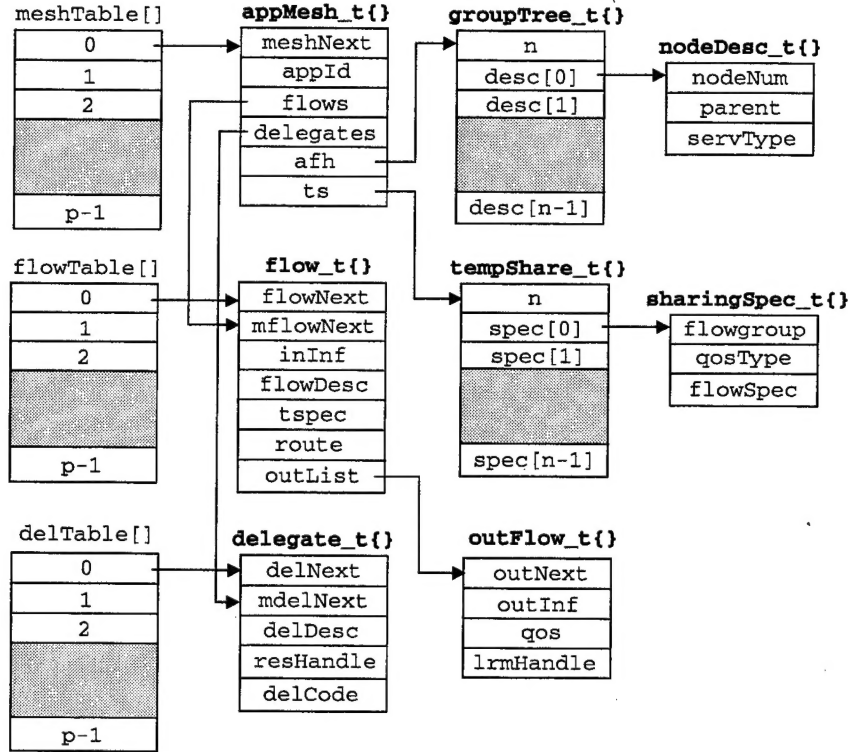 meshTable[]
0
1
2
p-1
appMesh_t{}
meshNext
appId
flows
delegates
afh
ts
groupTree_t{}
n
desc[0]
desc[1]
desc[n-1]
nodeDesc_t{}
nodeNum
parent
servType
flowTable[]
0
1
2
p-1
flow_t{}
flowNext
mflowNext
inInf
flowDesc
tspec
route
outList
tempShare_t{}
n
spec[0]
spec[1]
spec[n-1]
sharingSpec_t{}
flowgroup
qosType
flowSpec
delTable[]
0
1
2
p-1
delegate_t{}
delNext
mdelNext
delDesc
resHandle
delCode
outFlow_t{}
outNext
outInf
qos
lrmHandle